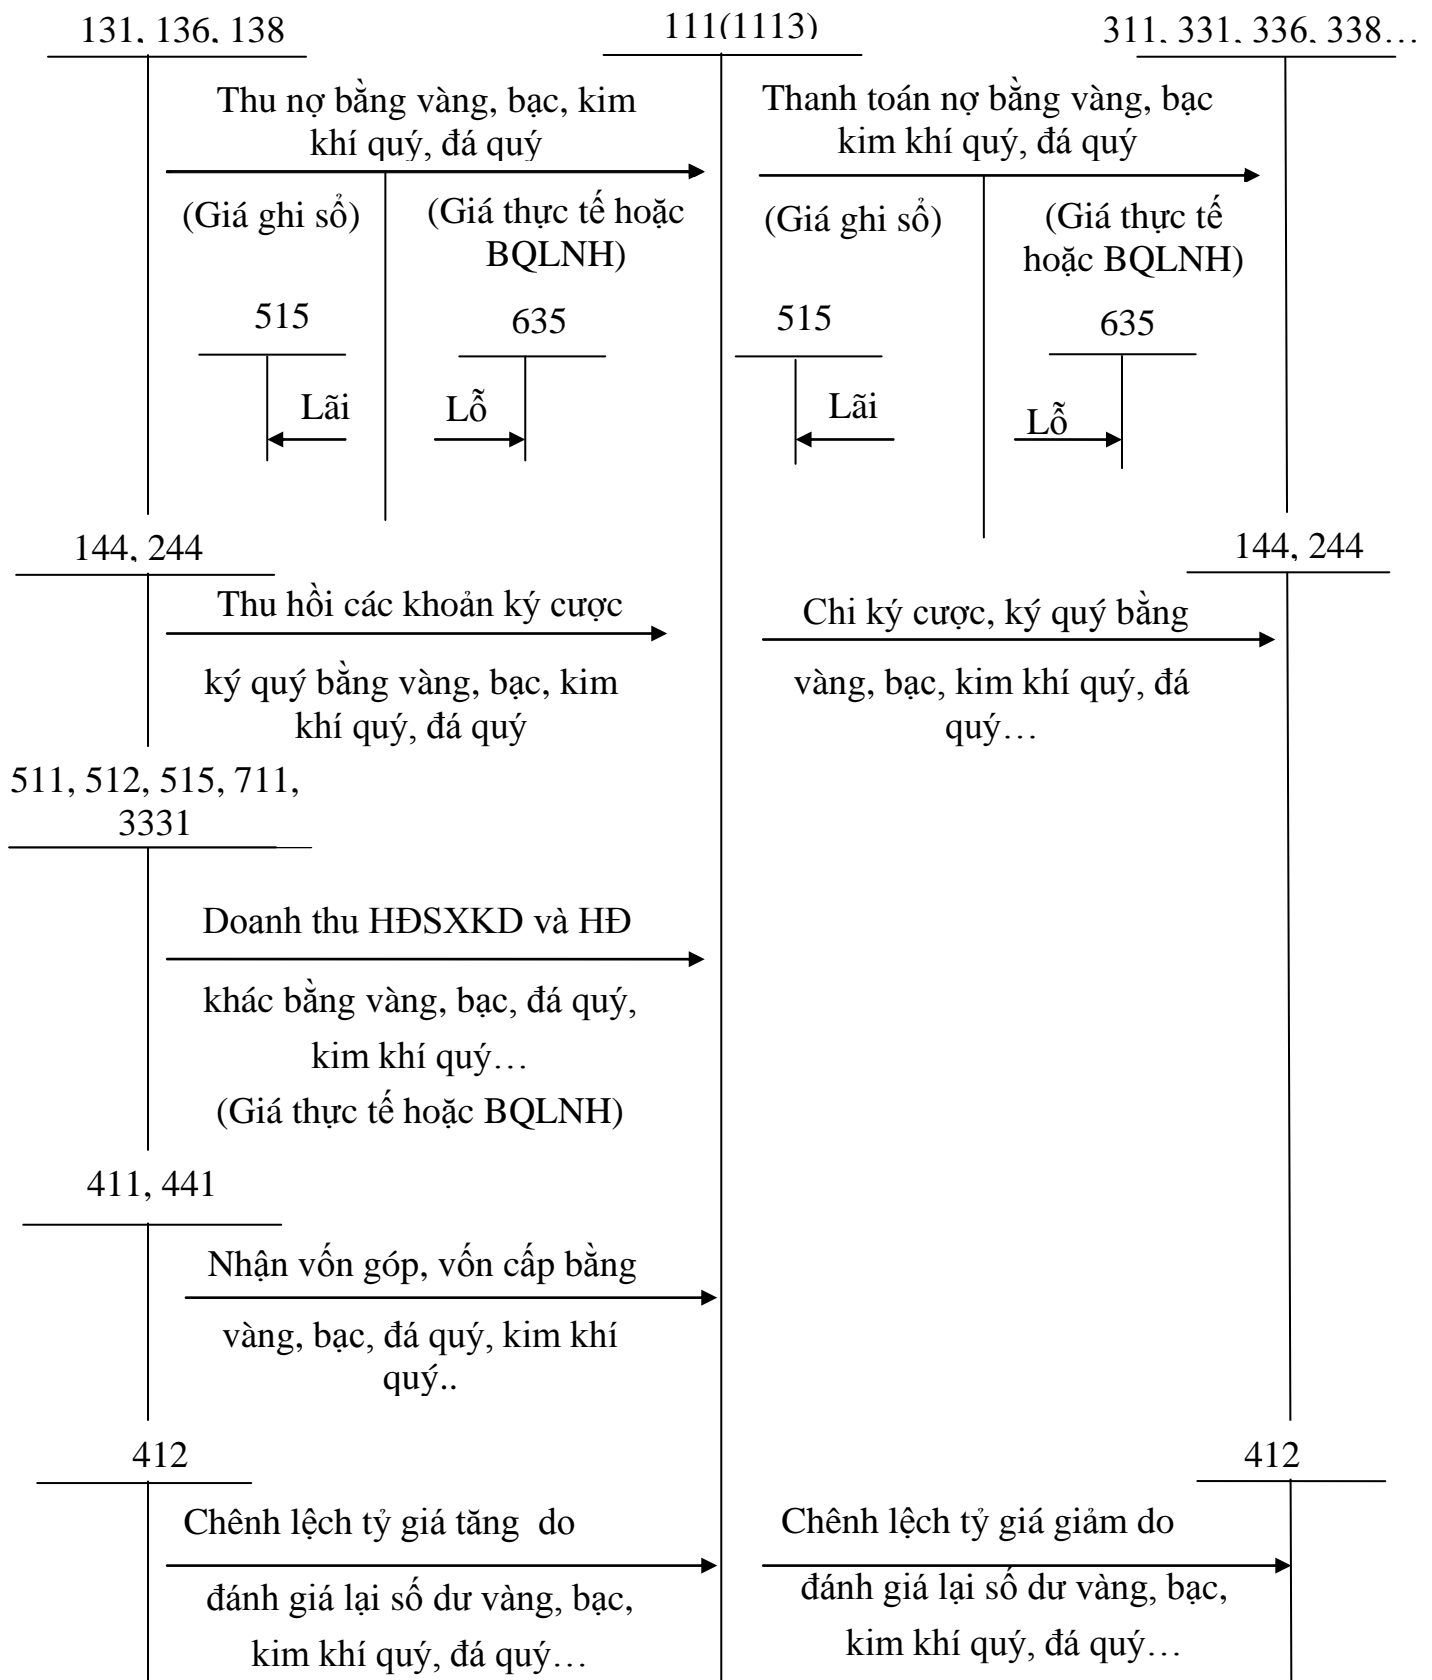 131, 136, 138
111(1113)
311, 331, 336, 338…
Thu nợ bằng vàng, bạc, kim
khí quý, đá quý
Thanh toán nợ bằng vàng, bạc
kim khí quý, đá quý
(Giá ghi sổ)
(Giá thực tế hoặc
BQLNH)
(Giá ghi sổ)
(Giá thực tế
hoặc BQLNH)
515
635
515
635
Lãi
Lỗ
Lãi
Lỗ
144, 244
144, 244
Thu hồi các khoản ký cược
ký quý bằng vàng, bạc, kim
khí quý, đá quý
Chi ký cược, ký quý bằng
vàng, bạc, kim khí quý, đá
quý…
511, 512, 515, 711,
3331
Doanh thu HĐSXKD và HĐ
khác bằng vàng, bạc, đá quý,
kim khí quý…
(Giá thực tế hoặc BQLNH)
411, 441
Nhận vốn góp, vốn cấp bằng
vàng, bạc, đá quý, kim khí
quý..
412
412
Chênh lệch tỷ giá tăng do
đánh giá lại số dư vàng, bạc,
kim khí quý, đá quý…
Chênh lệch tỷ giá giảm do
đánh giá lại số dư vàng, bạc,
kim khí quý, đá quý…